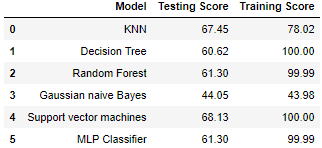 Model Testing Score Training Score
0 KNN 67.45 78.02
1 Decision Tree 60.62 100.00
2 Random Forest 61.30 99.99
3 Gaussian naive Bayes 44.05 43.98
4 Support vector machines 68.13 100.00
5 MLP Classifier 61.30 99.99